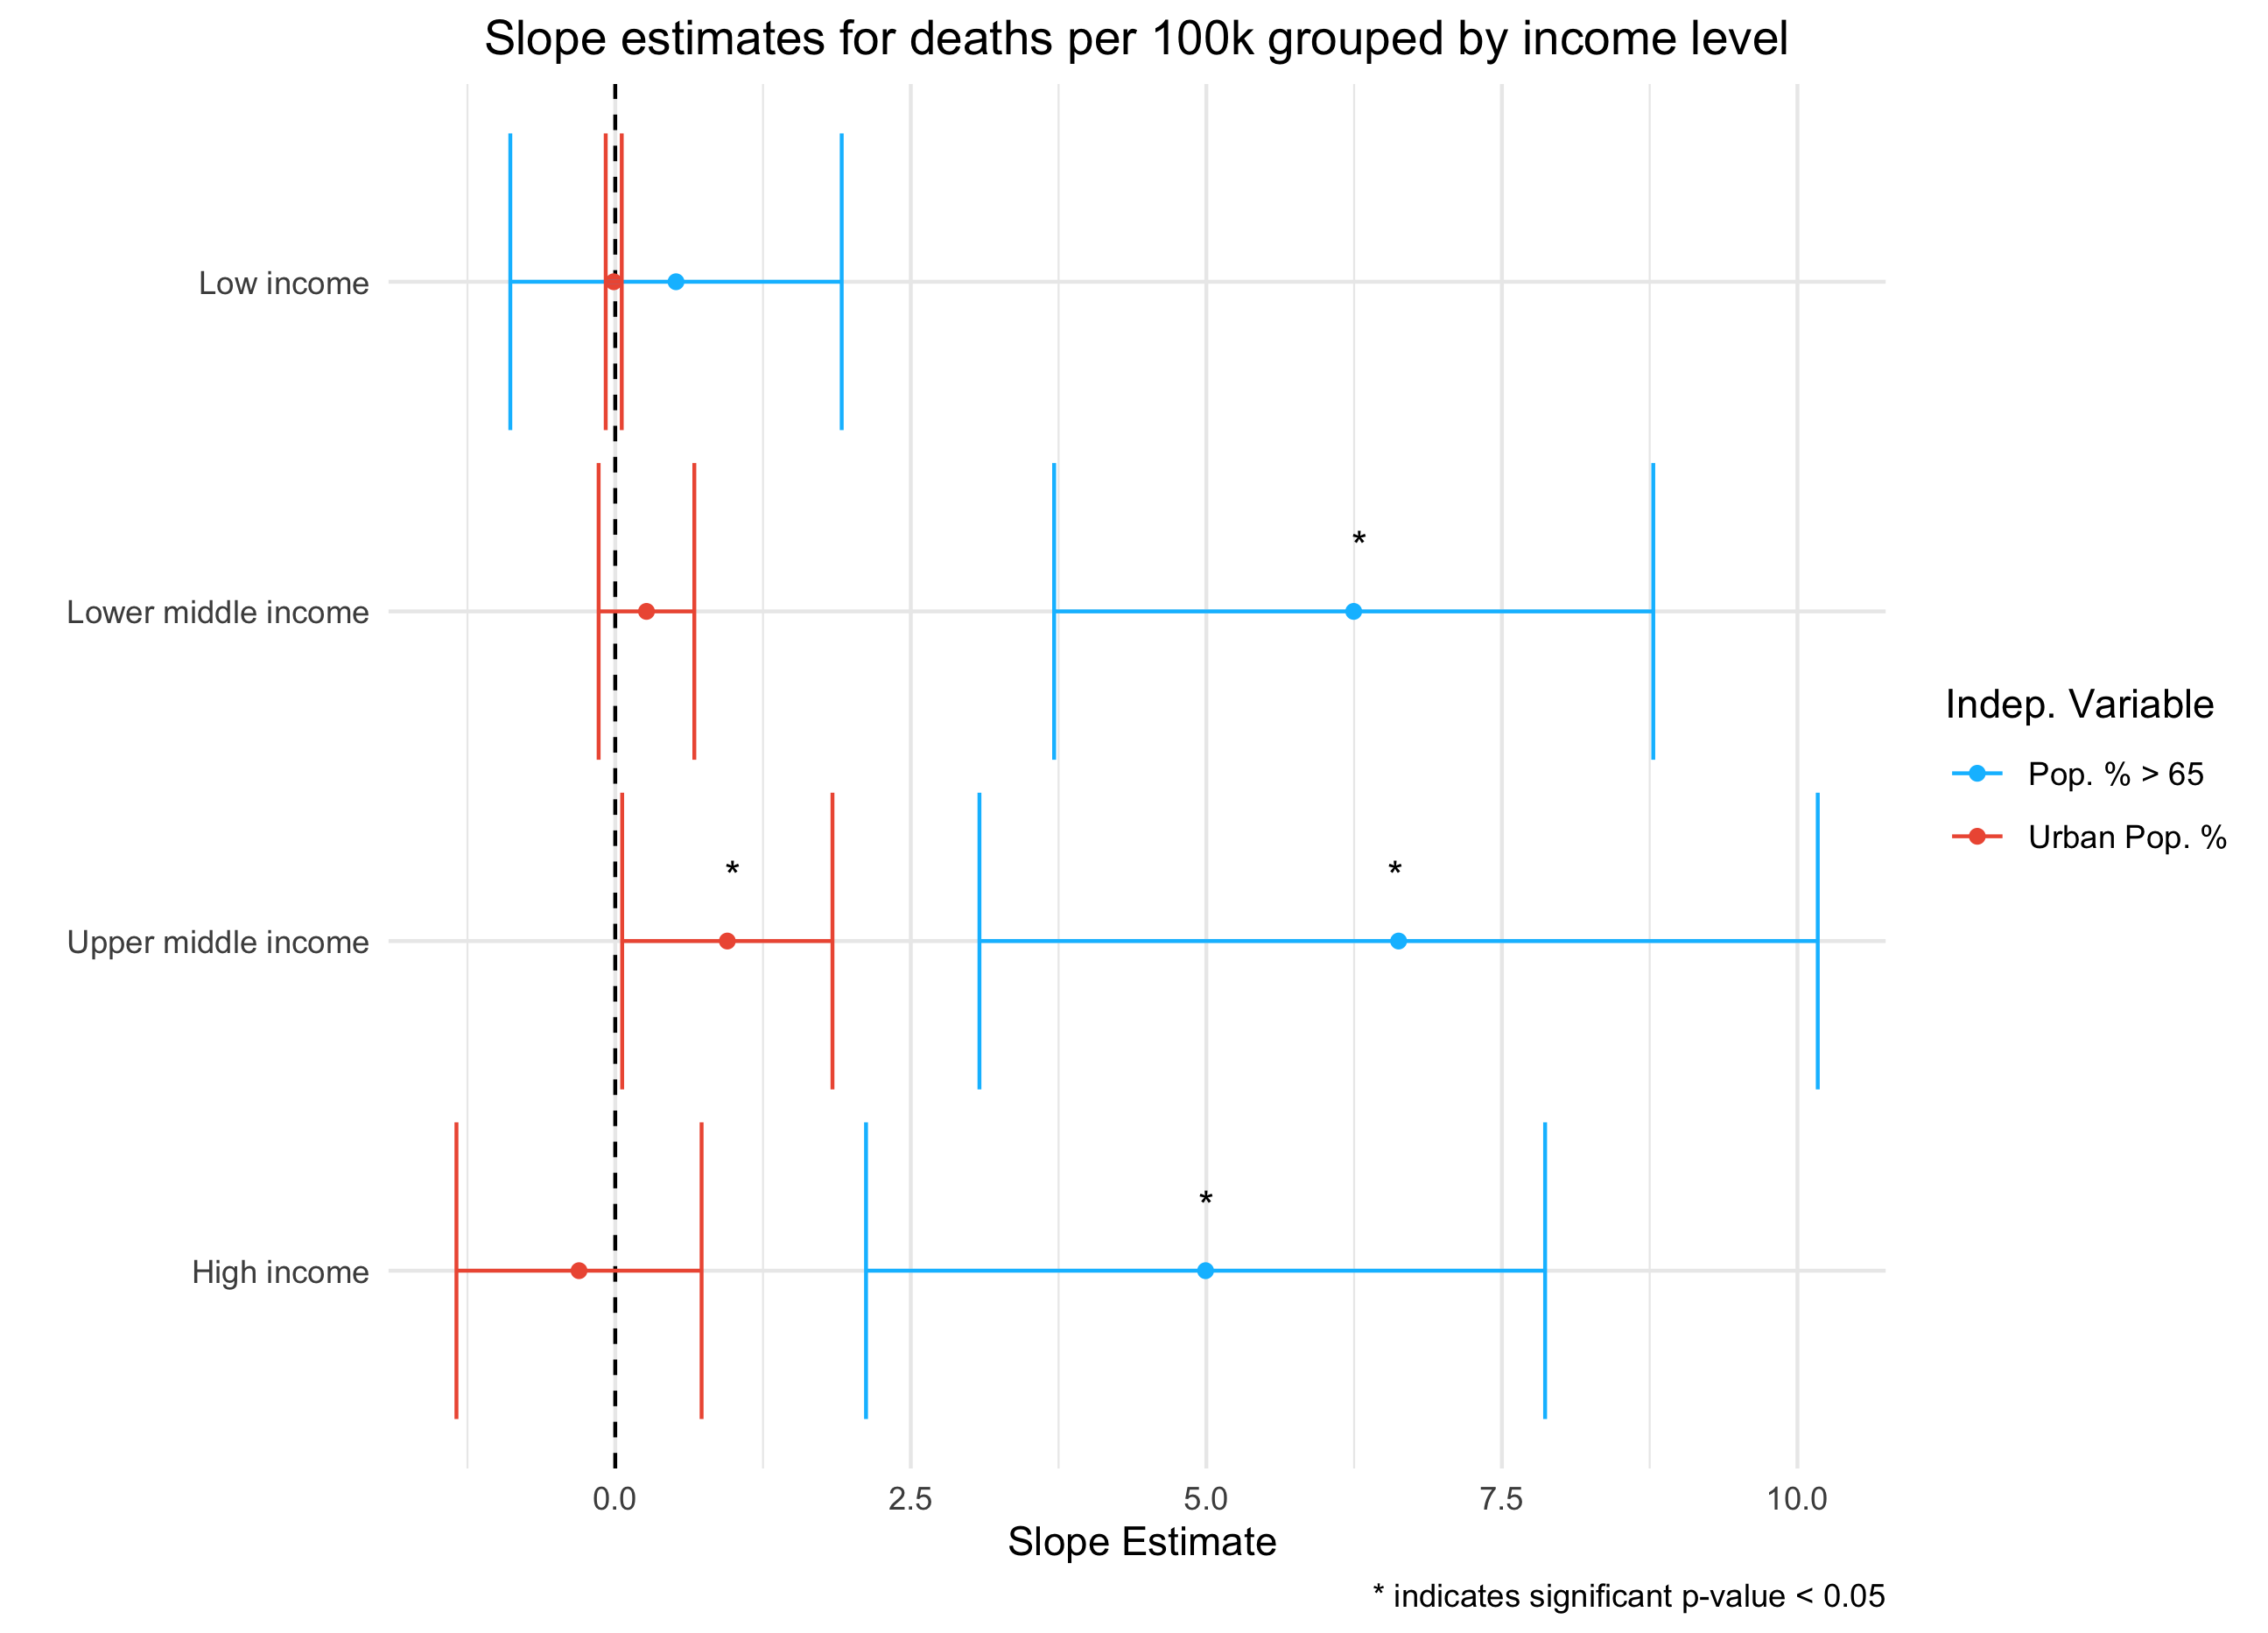 Slope estimates for deaths per 100k grouped by income level
Low income
Lower middle income
*
Upper middle income
* *
High income
*
Indep. Variable
Pop. % > 65
Urban Pop. %
0.0 2.5 5.0 7.5 10.0
Slope Estimate
* indicates significant p-value < 0.05